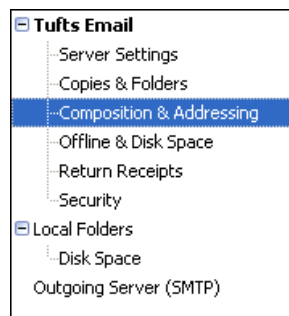 Tufts Email
Server Settings
Copies & Folders
Composition & Addressing
Offline & Disk Space
Return Receipts
Security
Local Folders
Disk Space
Outgoing Server (SMTP)